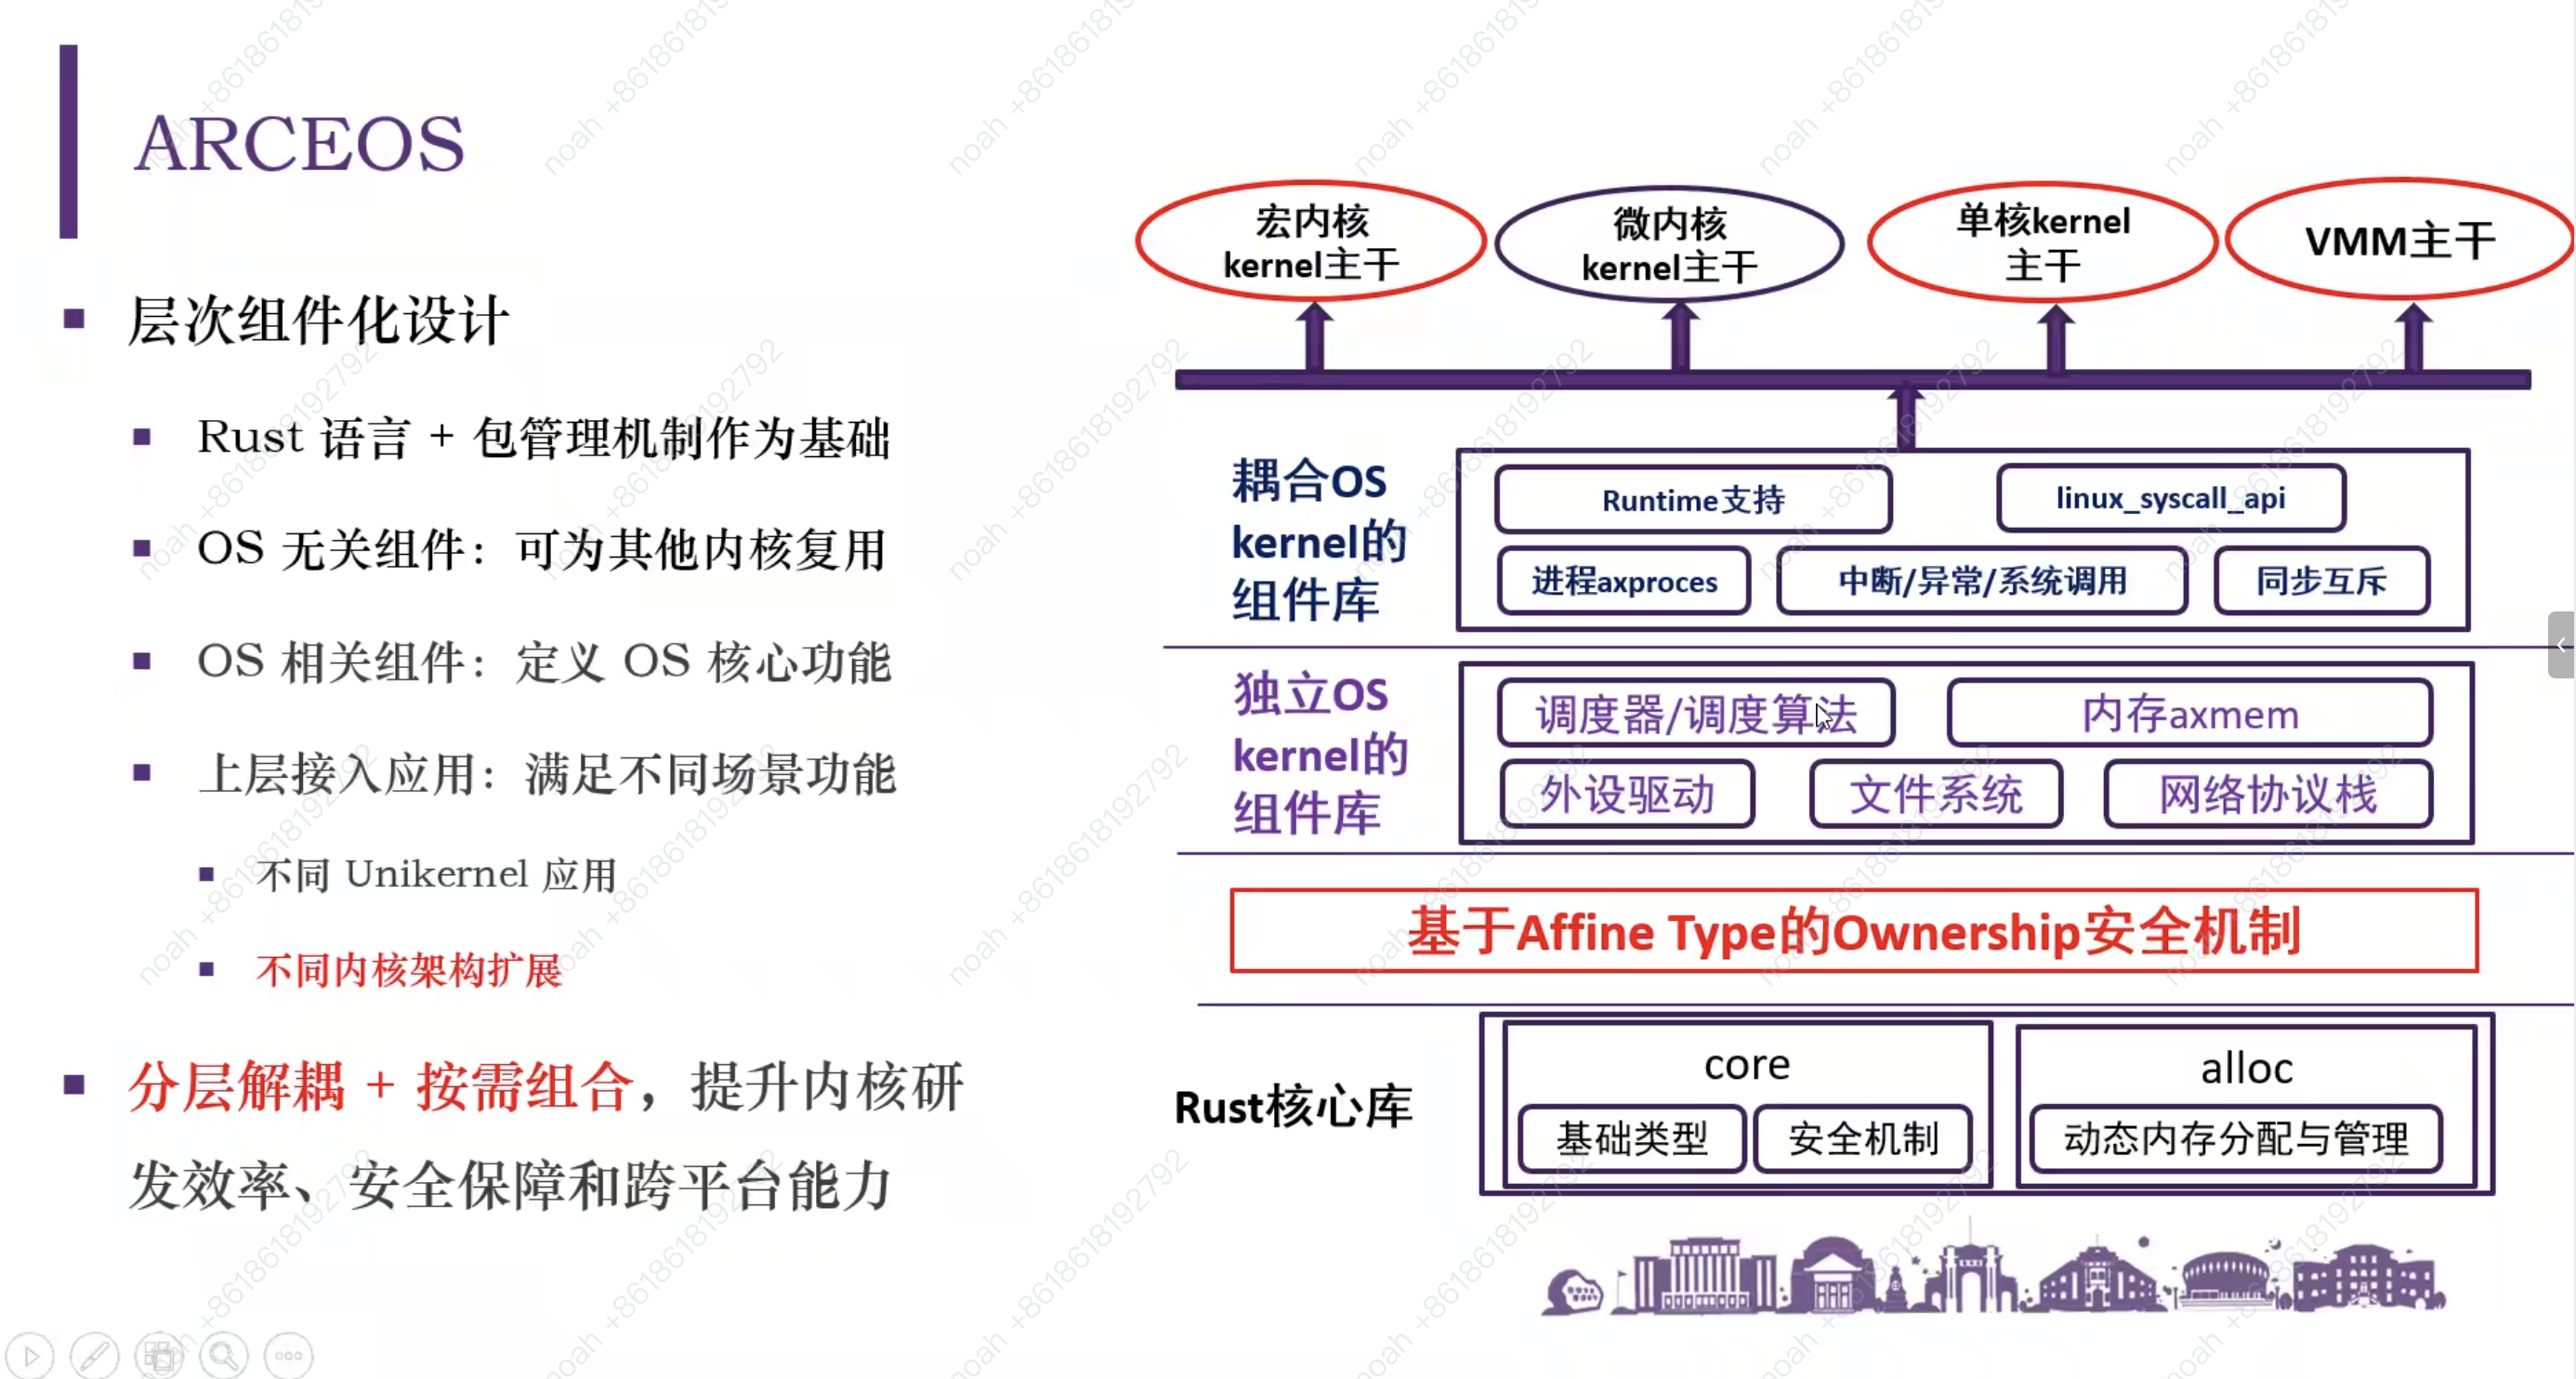 ARCEOS
层次组件化设计
Rust 语言 + 包管理机制作为基础
OS 无关组件：可为其他内核复用
OS 相关组件：定义 OS 核心功能
上层接入应用：满足不同场景功能
不同 Unikernel 应用
不同内核架构扩展
分层解耦 + 按需组合，提升内核研
发效率、安全保障和跨平台能力
宏内核
kernel主干
微内核
kernel主干
单核kernel
主干
VMM主干
耦合OS
kernel的
组件库
Runtime支持
linux_syscall_api
进程axproces
中断/异常/系统调用
同步互斥
独立OS
kernel的
组件库
调度器/调度算法
内存axmem
外设驱动
文件系统
网络协议栈
基于Affine Type的Ownership安全机制
Rust核心库
core
基础类型
安全机制
alloc
动态内存分配与管理
noah +8618618192792